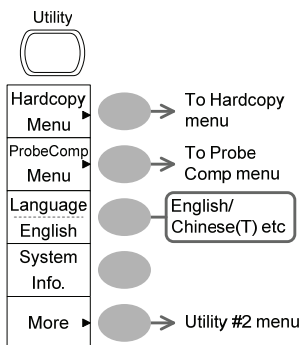 Utility
Hardcopy
Menu
To Hardcopy
menu
ProbeComp
Menu
To Probe
Comp menu
Language
English
English/
Chinese(T) etc
System
Info.
More
Utility #2 menu